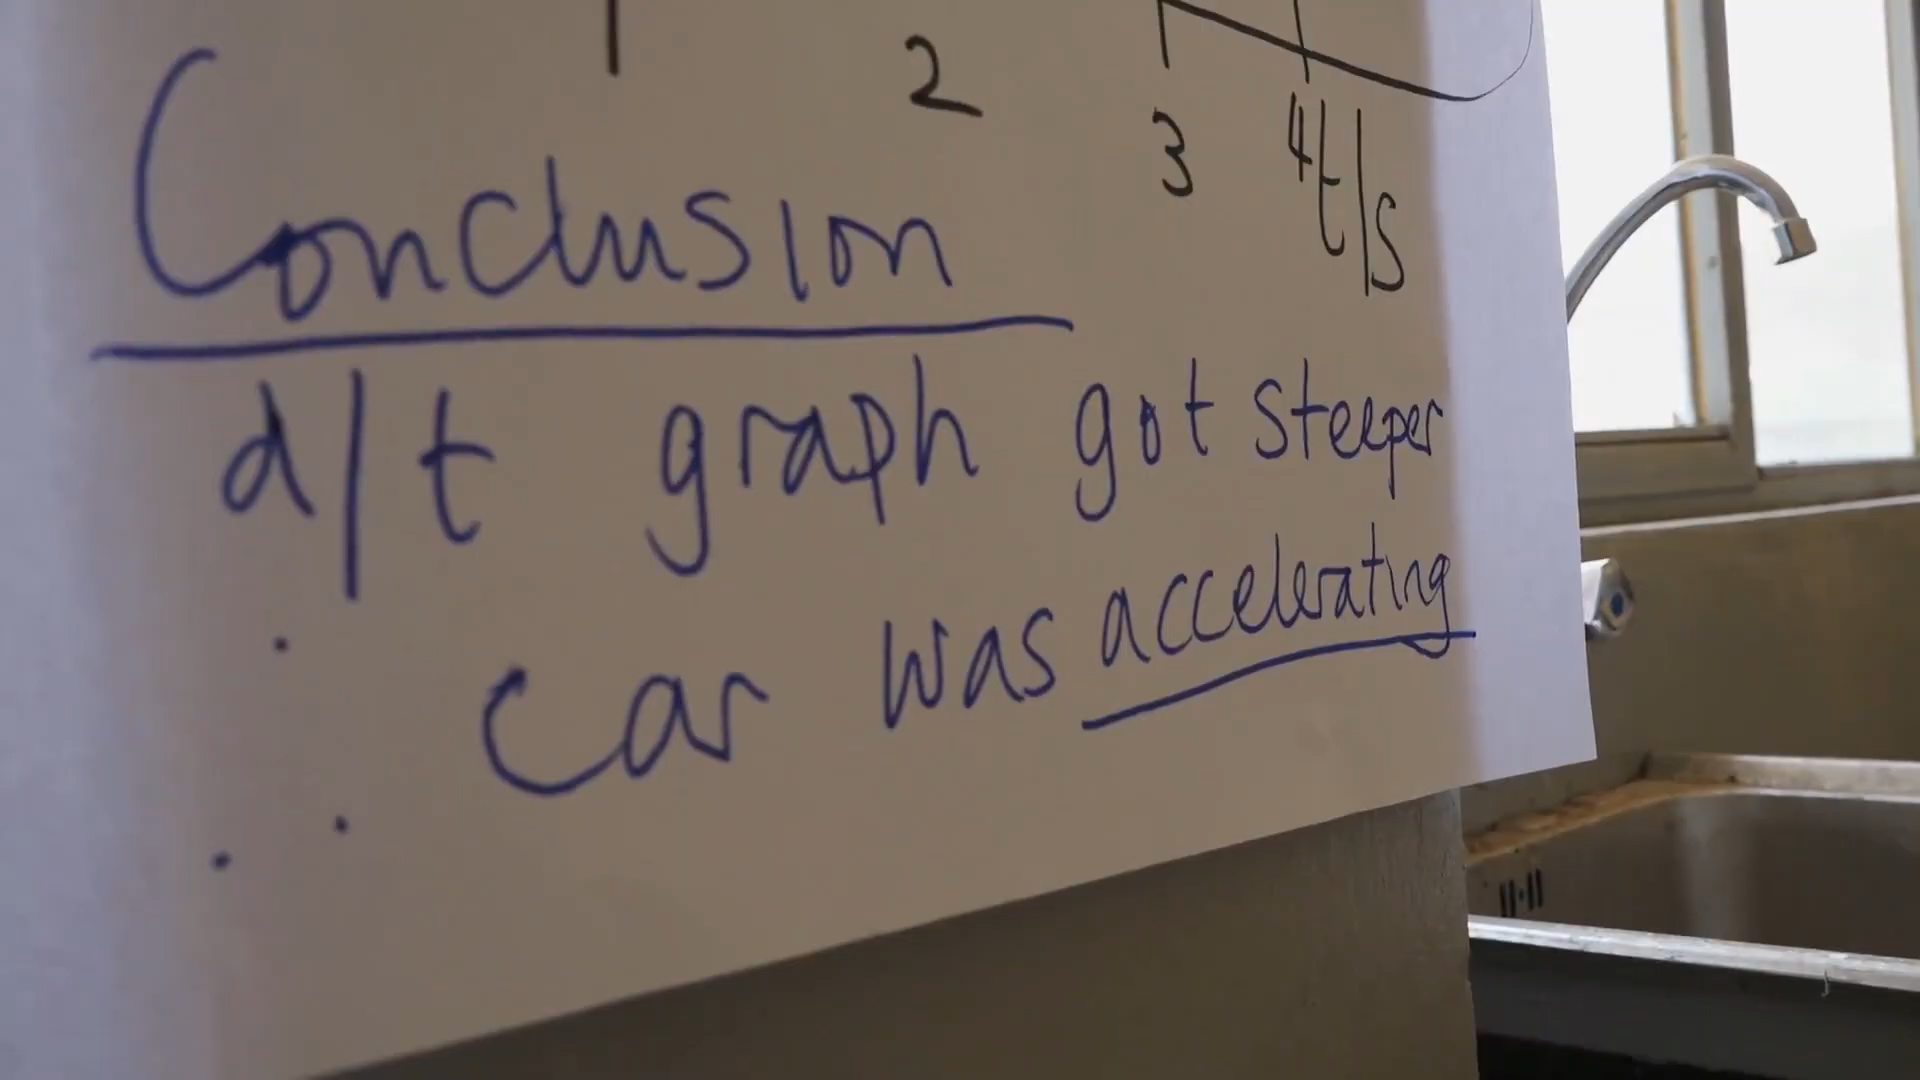 2 3 4 t/s
Conclusion
d/t graph got steeper
∴ car was accelerating